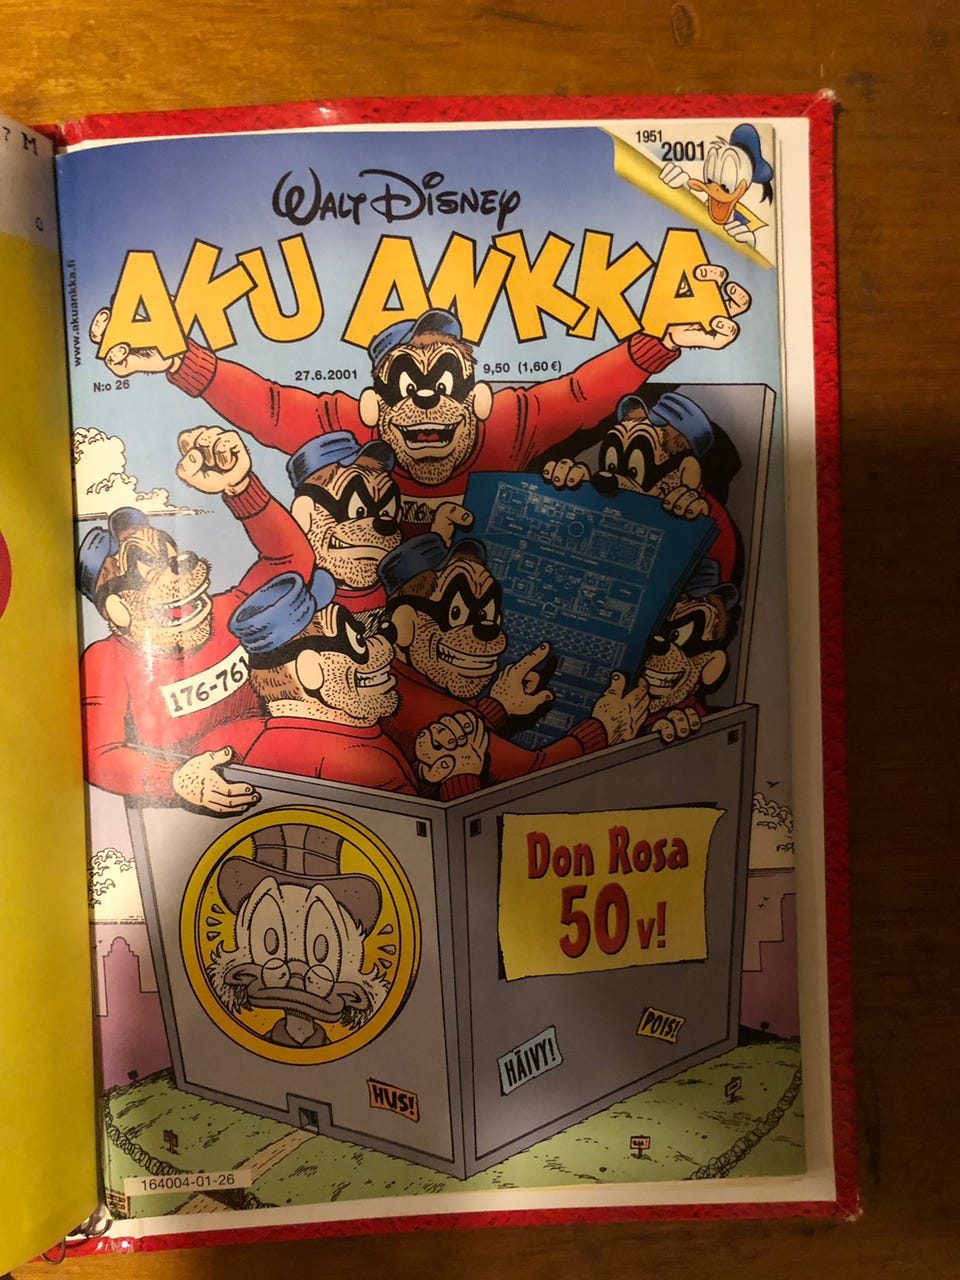 1951
2001
WALT DISNEY
AKU ANKKA
www.akuankka.fi
N:o 26
27.6.2001
9,50 (1,60 €)
176-761
Don Rosa
50 v!
POIS!
HÄIVY!
HUS!
164004-01-26